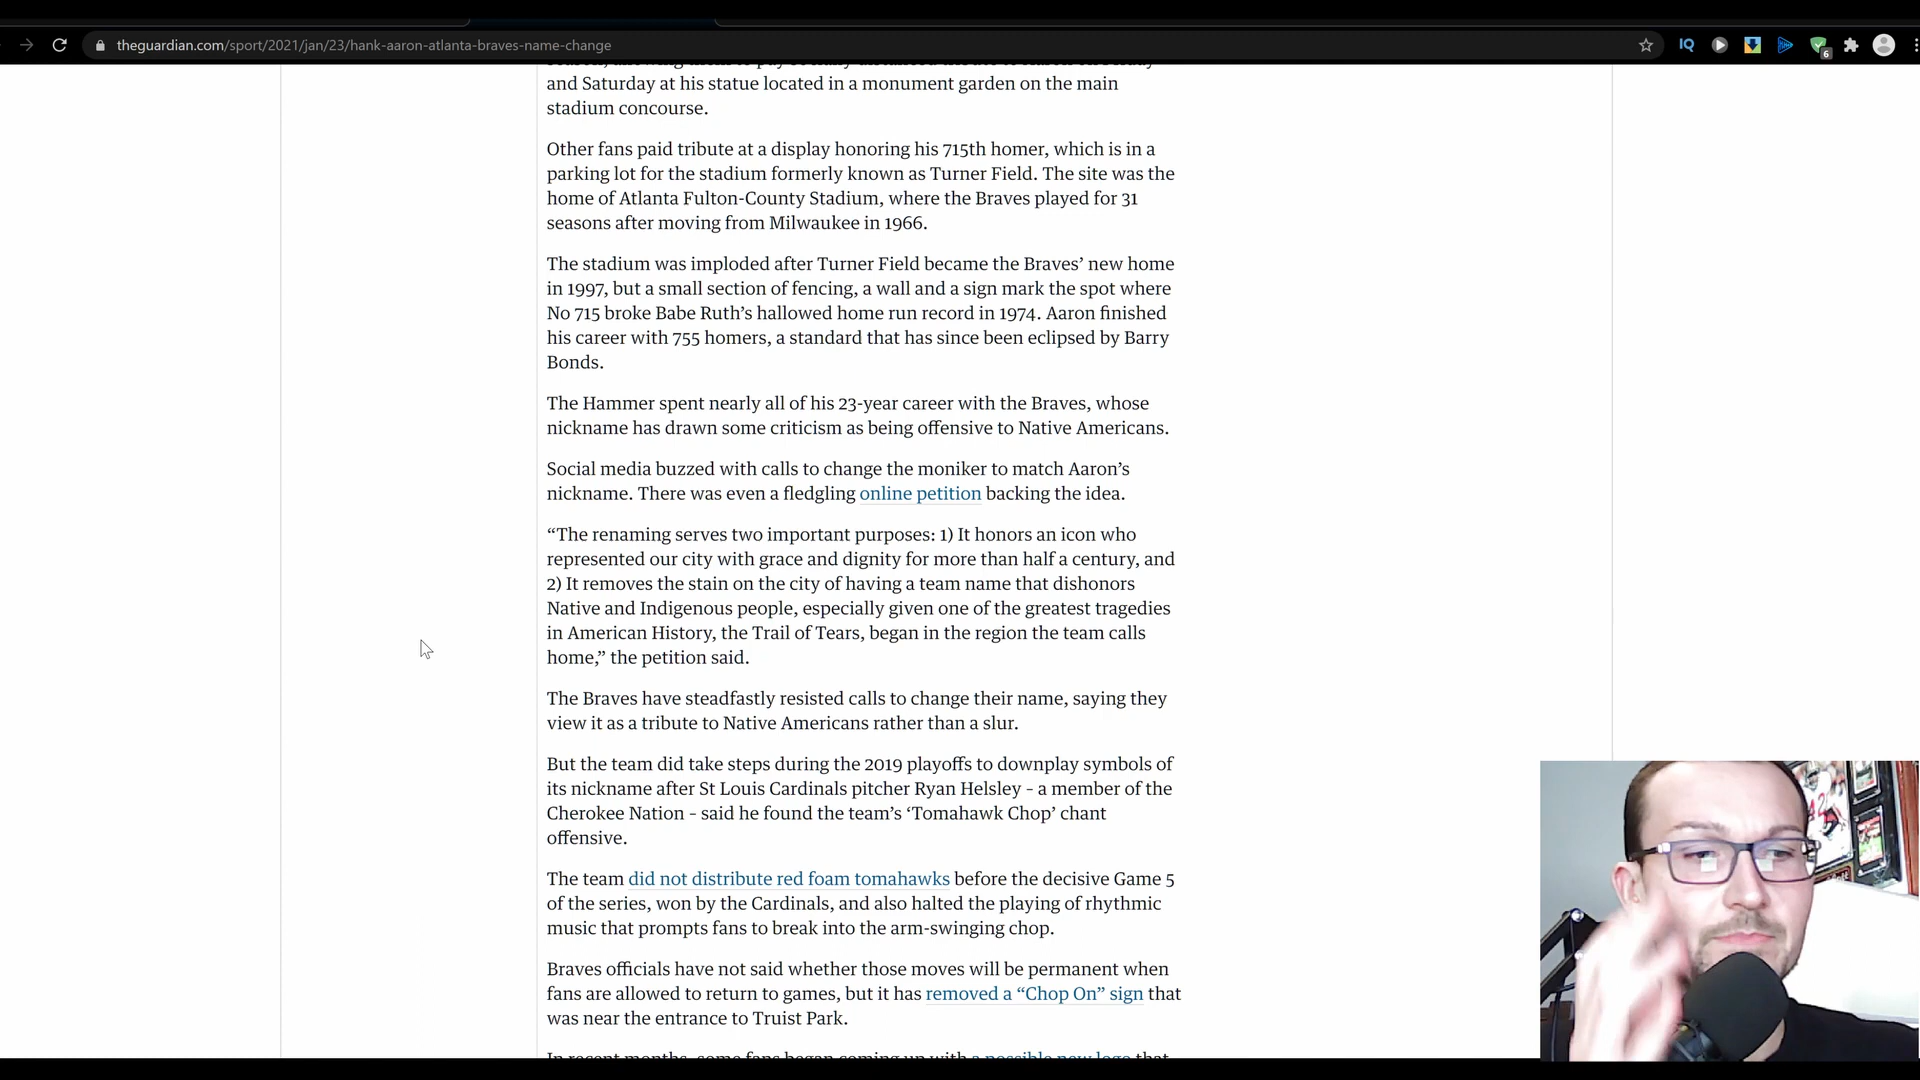 theguardian.com/sport/2021/jan/23/hank-aaron-atlanta-braves-name-change
IQ
6
and Saturday at his statue located in a monument garden on the main
stadium concourse.
Other fans paid tribute at a display honoring his 715th homer, which is in a
parking lot for the stadium formerly known as Turner Field. The site was the
home of Atlanta Fulton-County Stadium, where the Braves played for 31
seasons after moving from Milwaukee in 1966.
The stadium was imploded after Turner Field became the Braves’ new home
in 1997, but a small section of fencing, a wall and a sign mark the spot where
No 715 broke Babe Ruth’s hallowed home run record in 1974. Aaron finished
his career with 755 homers, a standard that has since been eclipsed by Barry
Bonds.
The Hammer spent nearly all of his 23-year career with the Braves, whose
nickname has drawn some criticism as being offensive to Native Americans.
Social media buzzed with calls to change the moniker to match Aaron’s
nickname. There was even a fledgling online petition backing the idea.
“The renaming serves two important purposes: 1) It honors an icon who
represented our city with grace and dignity for more than half a century, and
2) It removes the stain on the city of having a team name that dishonors
Native and Indigenous people, especially given one of the greatest tragedies
in American History, the Trail of Tears, began in the region the team calls
home,” the petition said.
The Braves have steadfastly resisted calls to change their name, saying they
view it as a tribute to Native Americans rather than a slur.
But the team did take steps during the 2019 playoffs to downplay symbols of
its nickname after St Louis Cardinals pitcher Ryan Helsley – a member of the
Cherokee Nation – said he found the team’s ‘Tomahawk Chop’ chant
offensive.
The team did not distribute red foam tomahawks before the decisive Game 5
of the series, won by the Cardinals, and also halted the playing of rhythmic
music that prompts fans to break into the arm-swinging chop.
Braves officials have not said whether those moves will be permanent when
fans are allowed to return to games, but it has removed a “Chop On” sign that
was near the entrance to Truist Park.
In recent months, some fans began coming up with a possible new logo that